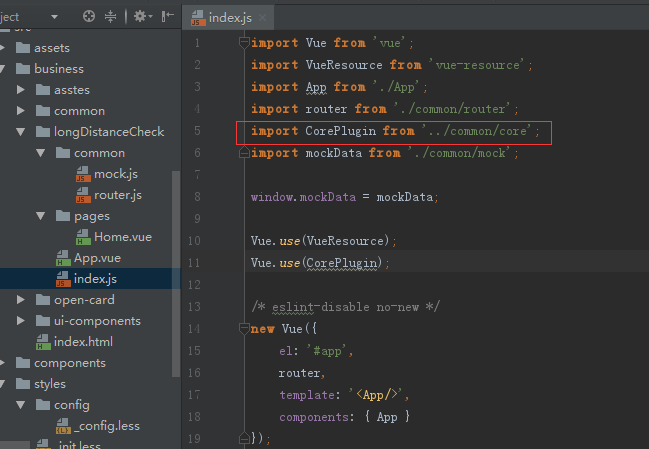 ject
index.js
src
assets
business
asstes
common
longDistanceCheck
common
mock.js
router.js
pages
Home.vue
App.vue
index.js
open-card
ui-components
index.html
components
styles
config
_config.less
_init.less
1 import Vue from 'vue';
2 import VueResource from 'vue-resource';
3 import App from './App';
4 import router from './common/router';
5 import CorePlugin from '../common/core';
6 import mockData from './common/mock';
7
8 window.mockData = mockData;
9
10 Vue.use(VueResource);
11 Vue.use(CorePlugin);
12
13 /* eslint-disable no-new */
14 new Vue({
15 el: '#app',
16 router,
17 template: '<App/>',
18 components: { App }
19 });